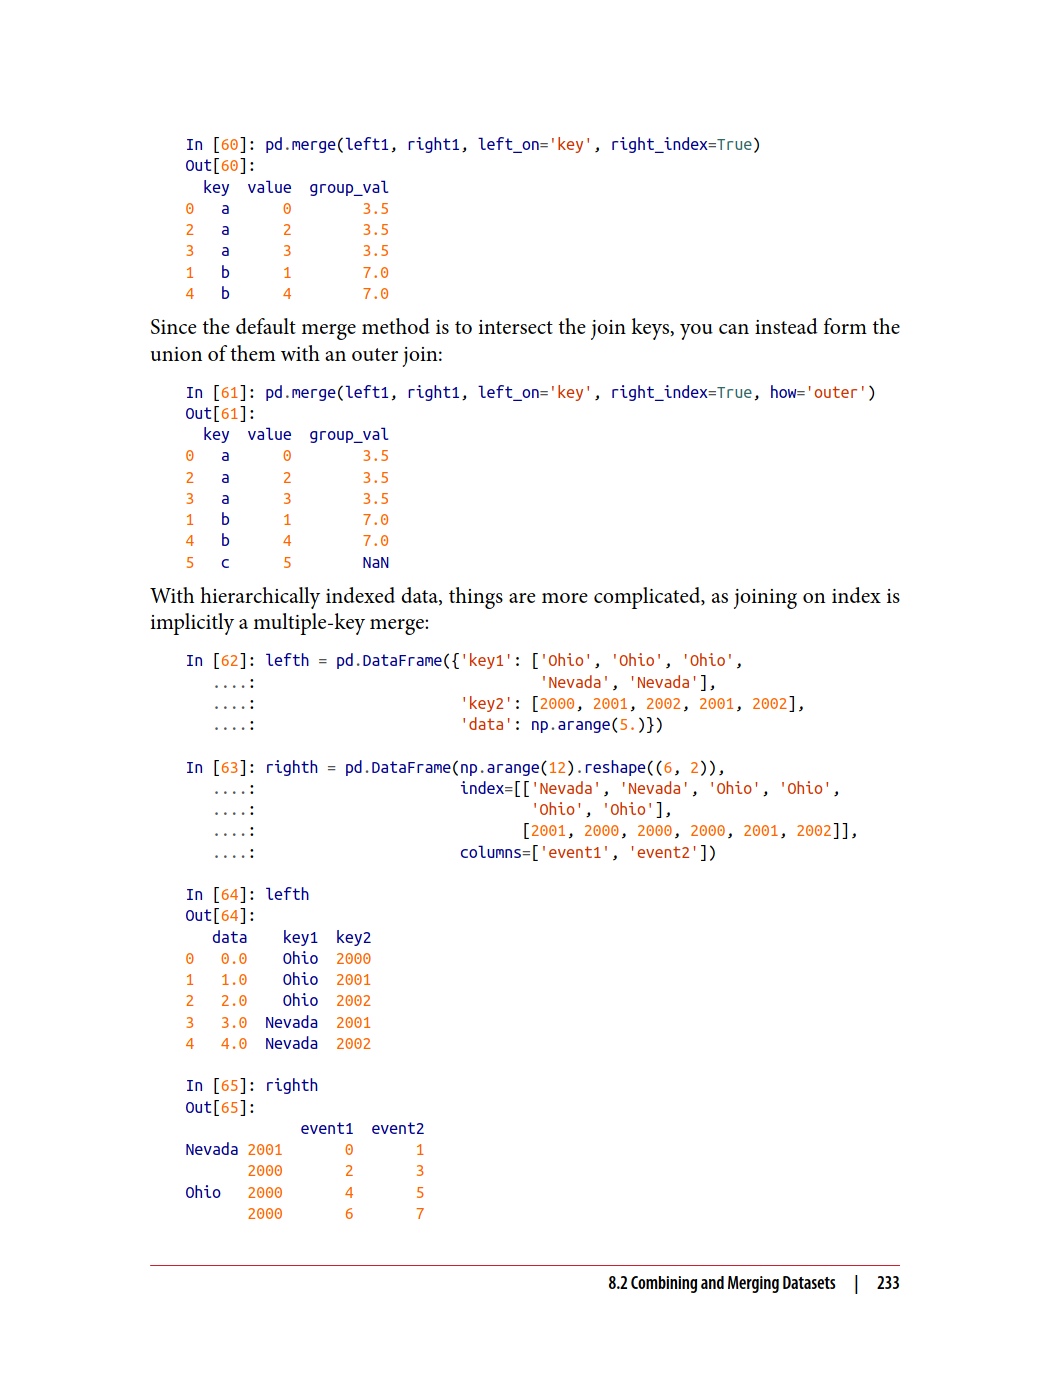 In [60]: pd.merge(left1, right1, left_on='key', right_index=True)
Out[60]:
  key  value  group_val
0   a      0        3.5
2   a      2        3.5
3   a      3        3.5
1   b      1        7.0
4   b      4        7.0
Since the default merge method is to intersect the join keys, you can instead form the
union of them with an outer join:
In [61]: pd.merge(left1, right1, left_on='key', right_index=True, how='outer')
Out[61]:
  key  value  group_val
0   a      0        3.5
2   a      2        3.5
3   a      3        3.5
1   b      1        7.0
4   b      4        7.0
5   c      5        NaN
With hierarchically indexed data, things are more complicated, as joining on index is
implicitly a multiple-key merge:
In [62]: lefth = pd.DataFrame({'key1': ['Ohio', 'Ohio', 'Ohio',
   ....:                                'Nevada', 'Nevada'],
   ....:                       'key2': [2000, 2001, 2002, 2001, 2002],
   ....:                       'data': np.arange(5.)})
In [63]: righth = pd.DataFrame(np.arange(12).reshape((6, 2)),
   ....:                       index=[['Nevada', 'Nevada', 'Ohio', 'Ohio',
   ....:                               'Ohio', 'Ohio'],
   ....:                              [2001, 2000, 2000, 2000, 2001, 2002]],
   ....:                       columns=['event1', 'event2'])
In [64]: lefth
Out[64]:
   data    key1  key2
0   0.0    Ohio  2000
1   1.0    Ohio  2001
2   2.0    Ohio  2002
3   3.0  Nevada  2001
4   4.0  Nevada  2002
In [65]: righth
Out[65]:
             event1  event2
Nevada 2001       0       1
       2000       2       3
Ohio   2000       4       5
       2000       6       7
8.2 Combining and Merging Datasets | 233